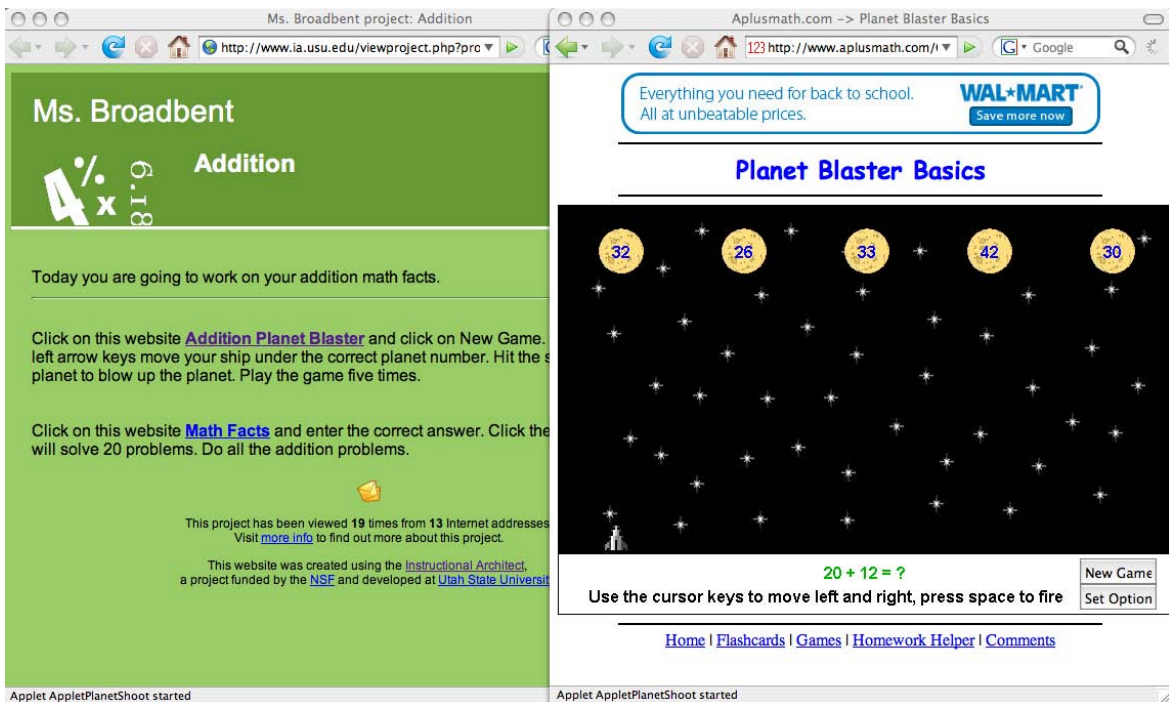 Ms. Broadbent project: Addition
http://www.ia.usu.edu/viewproject.php?pro
Ms. Broadbent
4 % x 6.18
Addition
Today you are going to work on your addition math facts.
Click on this website Addition Planet Blaster and click on New Game.
left arrow keys move your ship under the correct planet number. Hit the s
planet to blow up the planet. Play the game five times.
Click on this website Math Facts and enter the correct answer. Click the
will solve 20 problems. Do all the addition problems.
This project has been viewed 19 times from 13 Internet addresses
Visit more info to find out more about this project.
This website was created using the Instructional Architect,
a project funded by the NSF and developed at Utah State Universit
Applet AppletPlanetShoot started
Aplusmath.com -> Planet Blaster Basics
123 http://www.aplusmath.com/
G Google
Everything you need for back to school.
All at unbeatable prices.
WAL★MART
Save more now
Planet Blaster Basics
32 26 33 42 30
20 + 12 = ?
New Game
Use the cursor keys to move left and right, press space to fire
Set Option
Home | Flashcards | Games | Homework Helper | Comments
Applet AppletPlanetShoot started